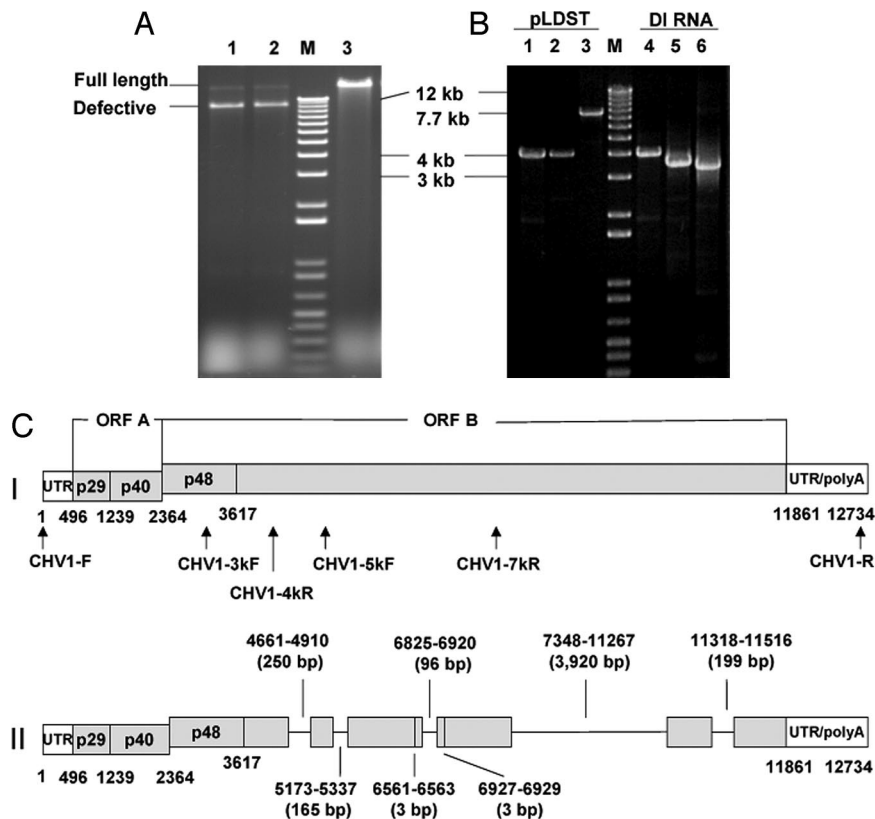 A
B
pLDST
DI RNA
1 2 M 3
1 2 3 M 4 5 6
Full length
Defective
12 kb
7.7 kb
4 kb
3 kb
C
ORF A
ORF B
I
UTR p29 p40 p48 UTR/polyA
1 496 1239 2364 3617 11861 12734
CHV1-F CHV1-3kF CHV1-5kF CHV1-7kR CHV1-R
CHV1-4kR
4661-4910 6825-6920 7348-11267 11318-11516
(250 bp) (96 bp) (3,920 bp) (199 bp)
II
UTR p29 p40 p48 UTR/polyA
1 496 1239 2364 3617 11861 12734
5173-5337 6561-6563 6927-6929
(165 bp) (3 bp) (3 bp)